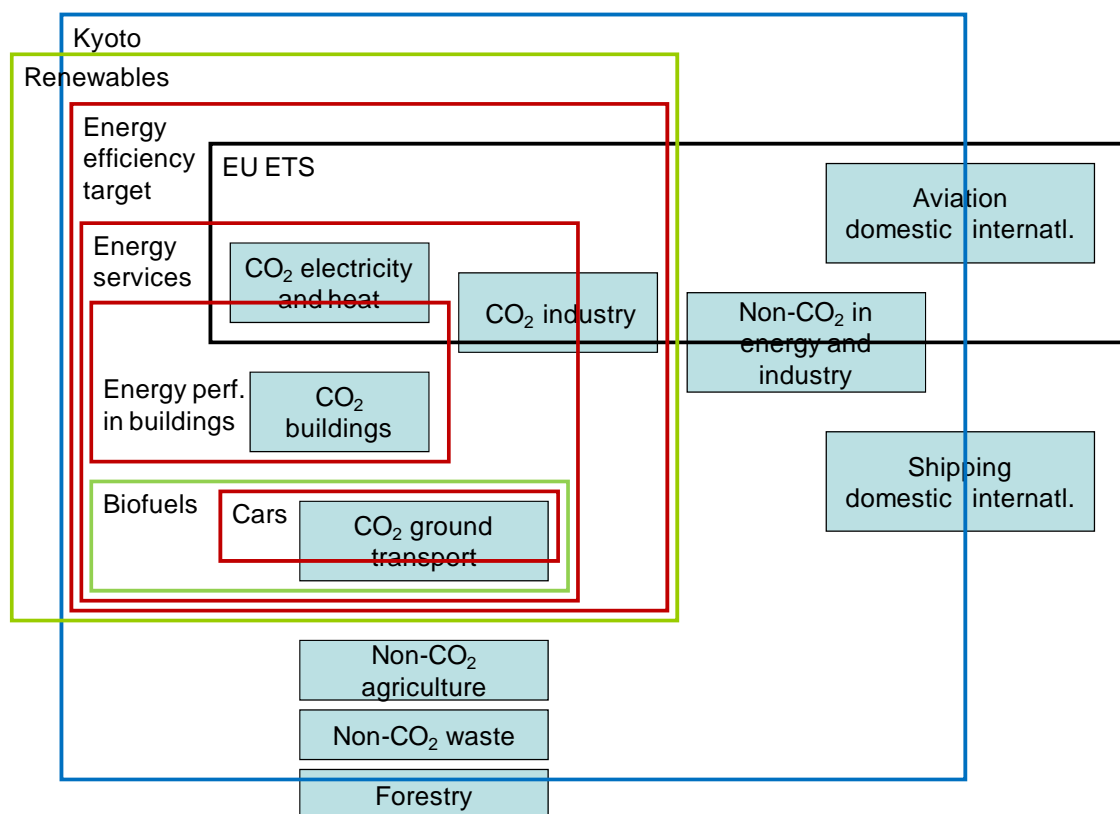 Kyoto
Renewables
Energy
efficiency
target
EU ETS
Aviation
domestic internatl.
Energy
services
CO₂ electricity
and heat
CO₂ industry
Non-CO₂ in
energy and
industry
Energy perf.
in buildings
CO₂
buildings
Shipping
domestic internatl.
Biofuels
Cars
CO₂ ground
transport
Non-CO₂
agriculture
Non-CO₂ waste
Forestry